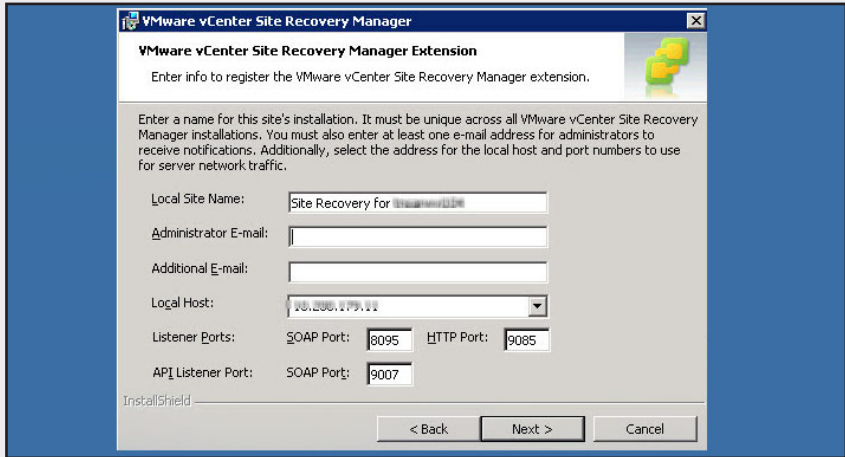 VMware vCenter Site Recovery Manager
VMware vCenter Site Recovery Manager Extension
Enter info to register the VMware vCenter Site Recovery Manager extension.
Enter a name for this site's installation. It must be unique across all VMware vCenter Site Recovery
Manager installations. You must also enter at least one e-mail address for administrators to
receive notifications. Additionally, select the address for the local host and port numbers to use
for server network traffic.
Local Site Name: Site Recovery for
Administrator E-mail:
Additional E-mail:
Local Host:
Listener Ports: SOAP Port: 8095 HTTP Port: 9085
API Listener Port: SOAP Port: 9007
InstallShield
< Back Next > Cancel